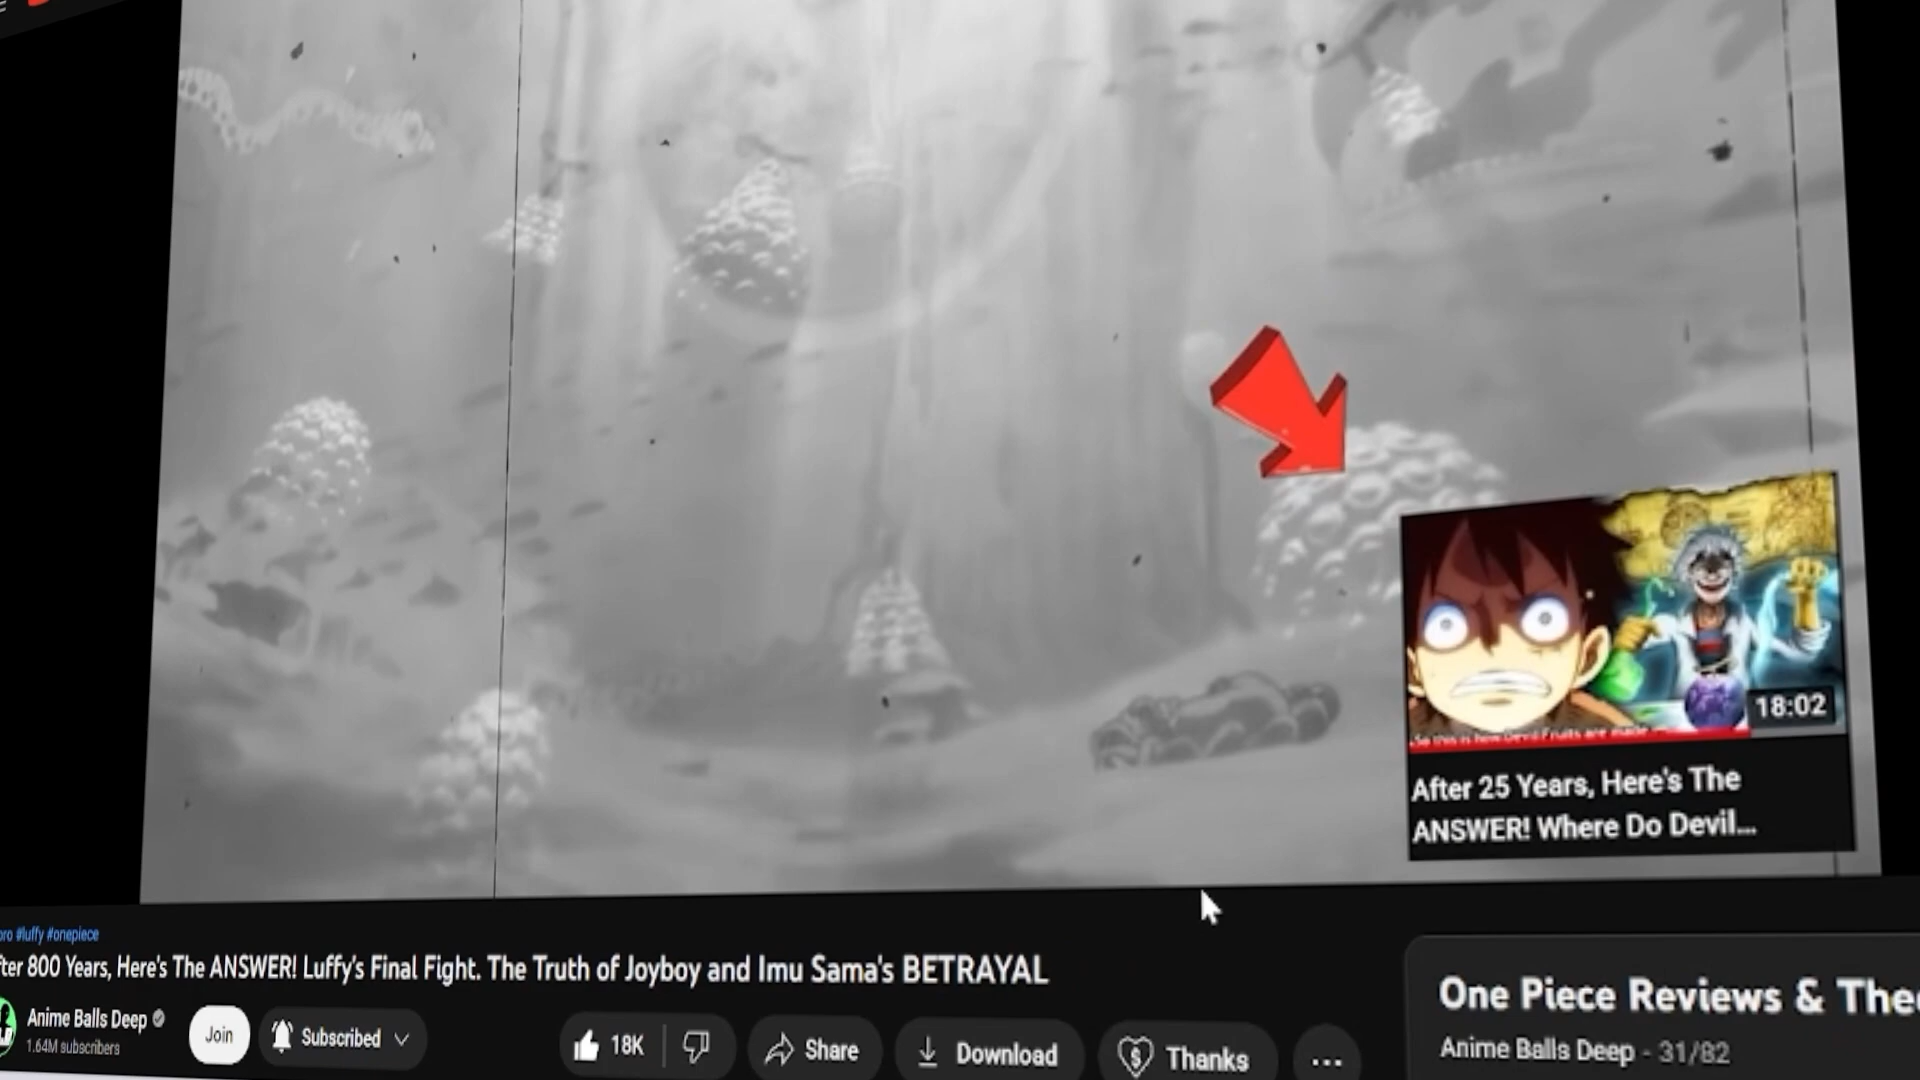 18:02
After 25 Years, Here's The
ANSWER! Where Do Devil...
#luffy #onepiece
800 Years, Here's The ANSWER! Luffy's Final Fight. The Truth of Joyboy and Imu Sama's BETRAYAL
Anime Balls Deep
1.64M subscribers
Join
Subscribed
18K
Share
Download
Thanks
...
One Piece Reviews &
Anime Balls Deep - 31/82